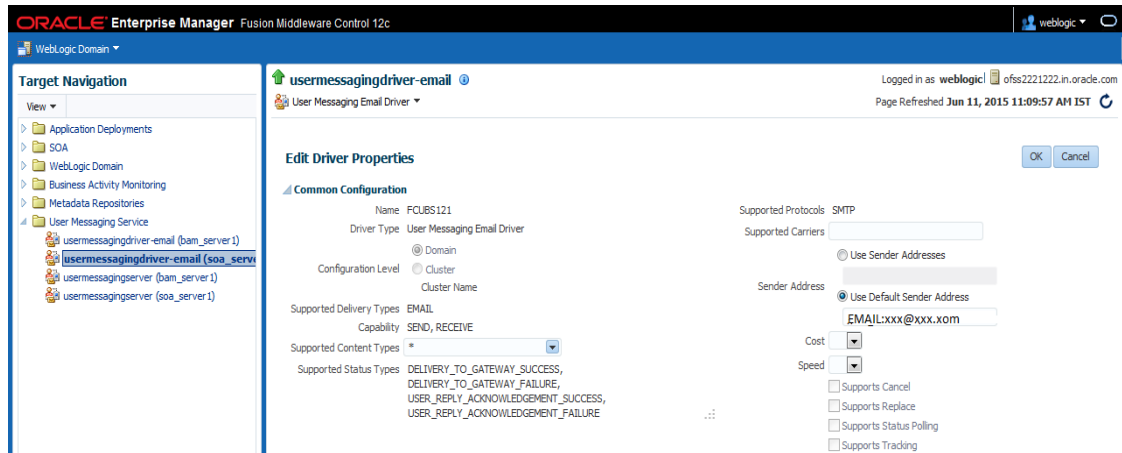 ORACLE Enterprise Manager Fusion Middleware Control 12c
weblogic
WebLogic Domain
Target Navigation
View
Application Deployments
SOA
WebLogic Domain
Business Activity Monitoring
Metadata Repositories
User Messaging Service
usermessagingdriver-email (bam_server1)
usermessagingdriver-email (soa_serve
usermessagingserver (bam_server1)
usermessagingserver (soa_server1)
usermessagingdriver-email
User Messaging Email Driver
Logged in as weblogic| ofss2221222.in.oracle.com
Page Refreshed Jun 11, 2015 11:09:57 AM IST
Edit Driver Properties
OK Cancel
Common Configuration
Name FCUBS121
Driver Type User Messaging Email Driver
Configuration Level
Domain
Cluster
Cluster Name
Supported Delivery Types EMAIL
Capability SEND, RECEIVE
Supported Content Types *
Supported Status Types DELIVERY_TO_GATEWAY_SUCCESS,
DELIVERY_TO_GATEWAY_FAILURE,
USER_REPLY_ACKNOWLEDGEMENT_SUCCESS,
USER_REPLY_ACKNOWLEDGEMENT_FAILURE
Supported Protocols SMTP
Supported Carriers
Sender Address
Use Sender Addresses
Use Default Sender Address
EMAIL:xxx@xxx.xom
Cost
Speed
Supports Cancel
Supports Replace
Supports Status Polling
Supports Tracking